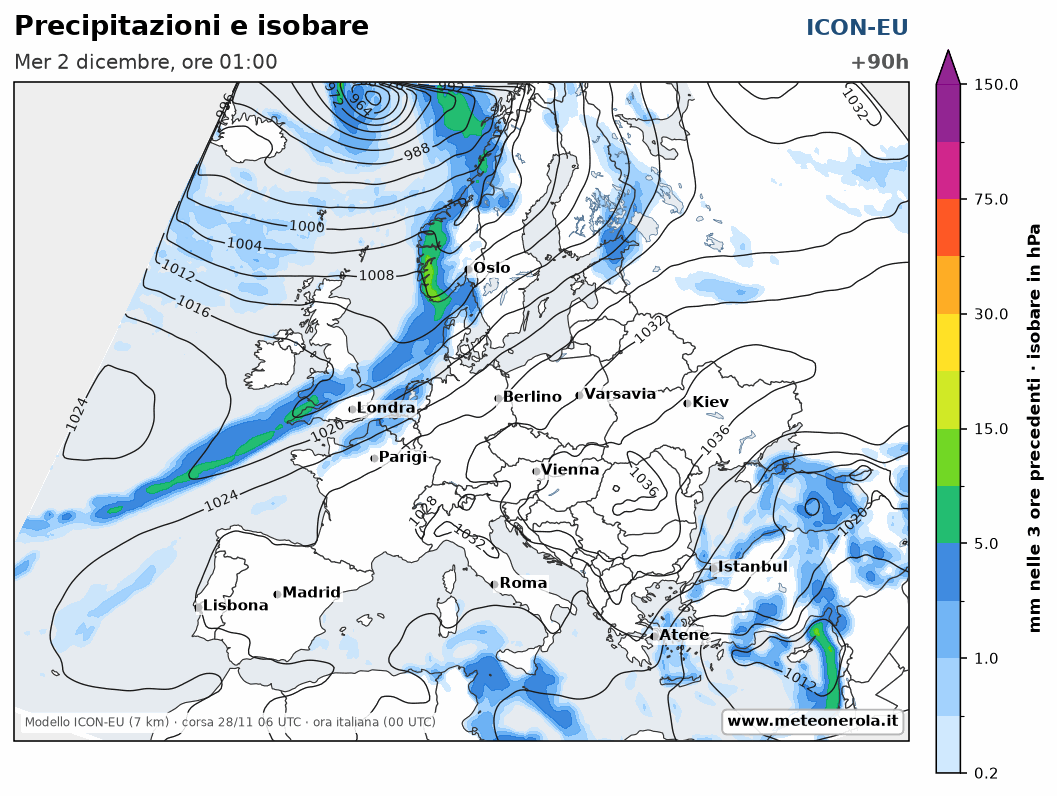 Precipitazioni e isobare
ICON-EU
Mer 2 dicembre, ore 01:00
+90h
996
972
964
988
1032
1000
1004
1008
1012
1016
Oslo
1032
1024
Londra
Berlino
Varsavia
Kiev
1020
1036
Parigi
Vienna
1036
1024
1028
1020
1032
Istanbul
Roma
Madrid
Lisbona
Atene
1012
Modello ICON-EU (7 km) · corsa 28/11 06 UTC · ora italiana (00 UTC)
www.meteonerola.it
150.0
75.0
30.0
15.0
5.0
1.0
0.2
mm nelle 3 ore precedenti · isobare in hPa